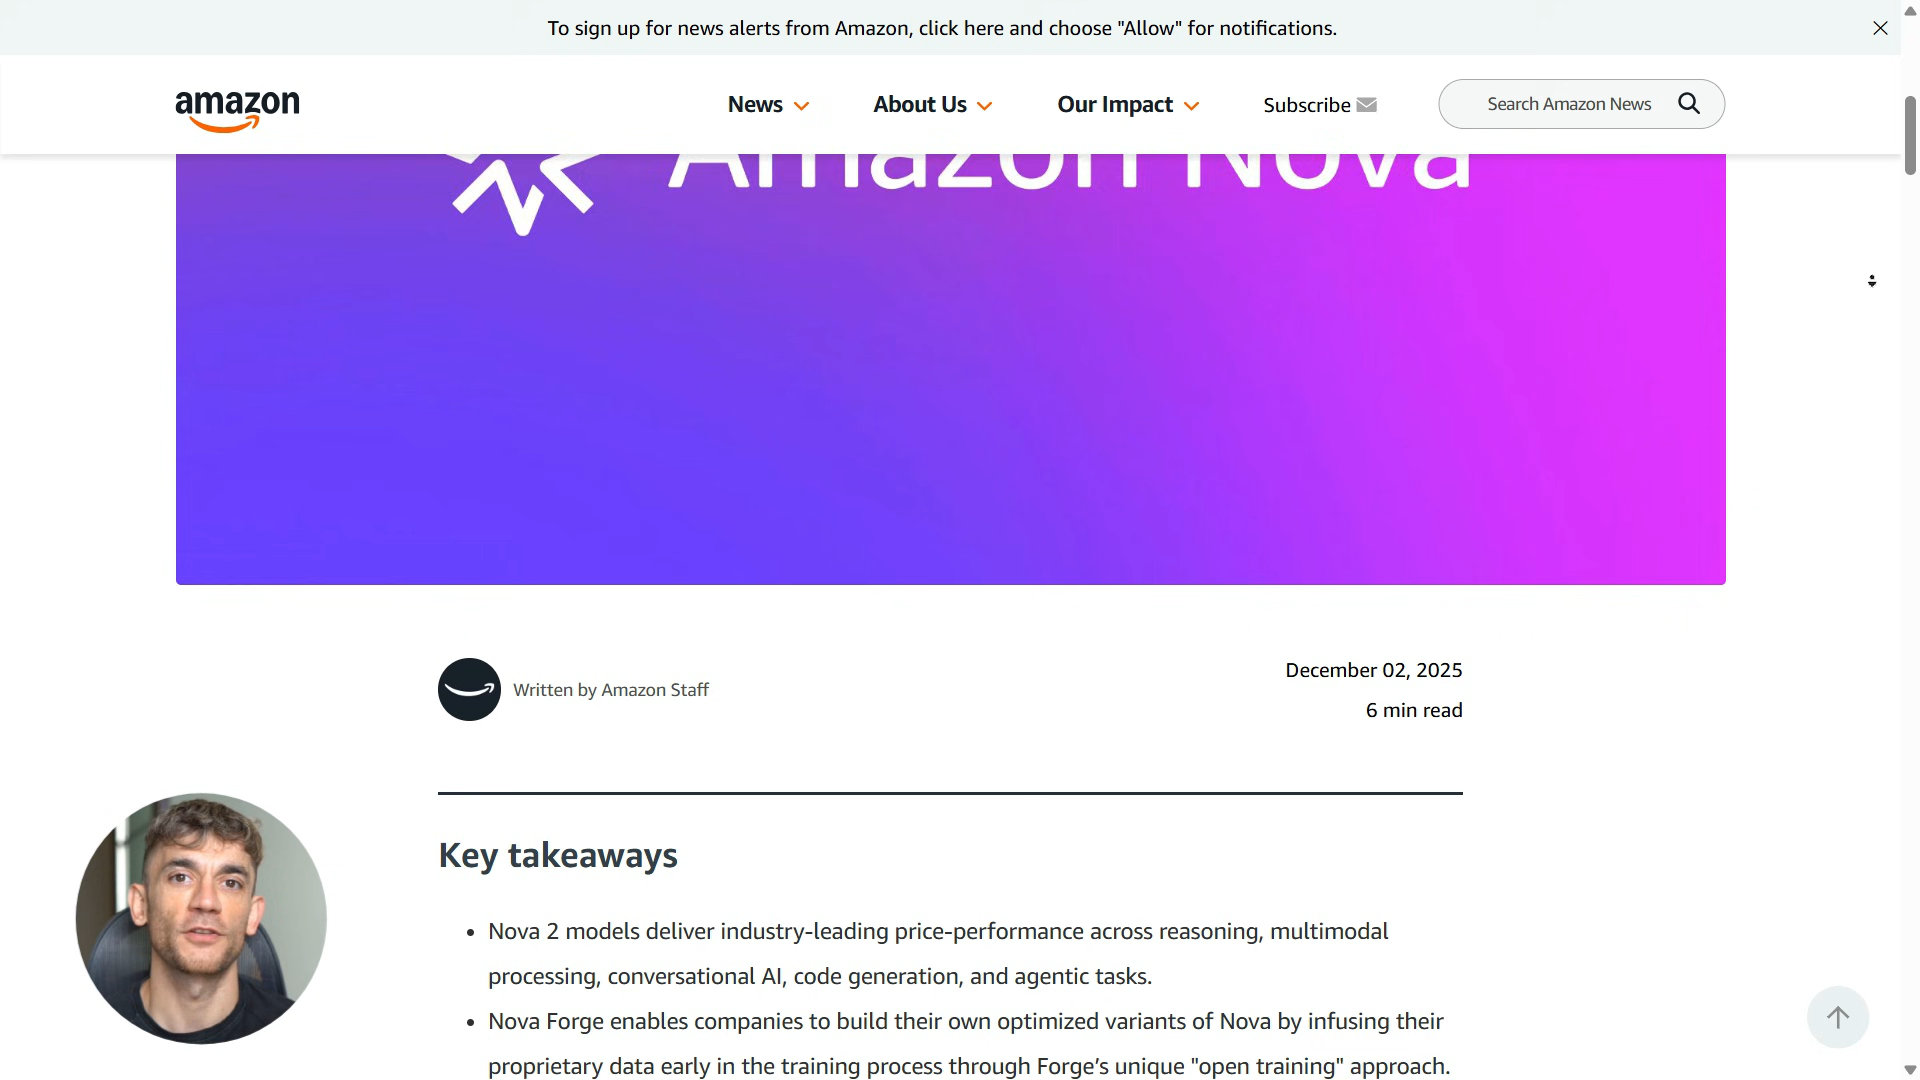 To sign up for news alerts from Amazon, click here and choose "Allow" for notifications.
amazon
News
About Us
Our Impact
Subscribe
Search Amazon News
Amazon Nova
Written by Amazon Staff
December 02, 2025
6 min read
Key takeaways
• Nova 2 models deliver industry-leading price-performance across reasoning, multimodal
processing, conversational AI, code generation, and agentic tasks.
• Nova Forge enables companies to build their own optimized variants of Nova by infusing their
proprietary data early in the training process through Forge’s unique "open training" approach.